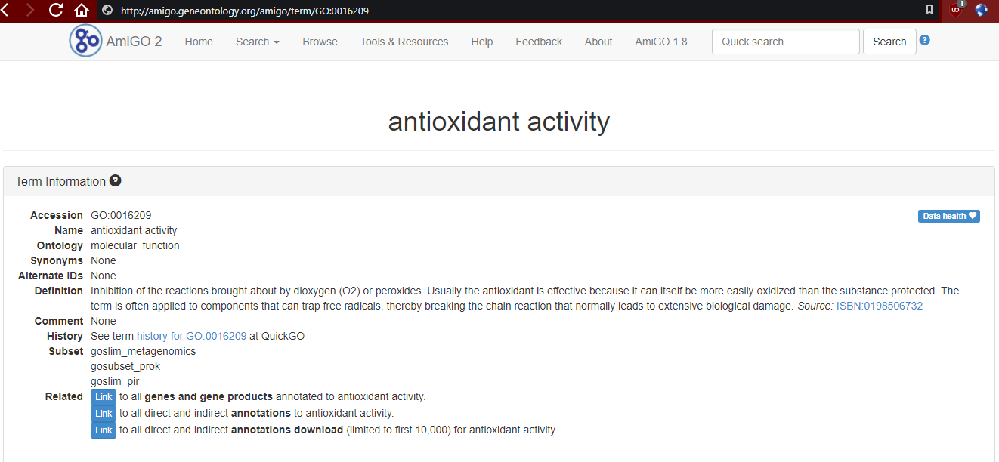 http://amigo.geneontology.org/amigo/term/GO:0016209
1
go AmiGO 2 Home Search Browse Tools & Resources Help Feedback About AmiGO 1.8 Quick search Search ?
antioxidant activity
Term Information ?
Accession GO:0016209 Data health
Name antioxidant activity
Ontology molecular_function
Synonyms None
Alternate IDs None
Definition Inhibition of the reactions brought about by dioxygen (O2) or peroxides. Usually the antioxidant is effective because it can itself be more easily oxidized than the substance protected. The
term is often applied to components that can trap free radicals, thereby breaking the chain reaction that normally leads to extensive biological damage. Source: ISBN:0198506732
Comment None
History See term history for GO:0016209 at QuickGO
Subset goslim_metagenomics
gosubset_prok
goslim_pir
Related Link to all genes and gene products annotated to antioxidant activity.
Link to all direct and indirect annotations to antioxidant activity.
Link to all direct and indirect annotations download (limited to first 10,000) for antioxidant activity.